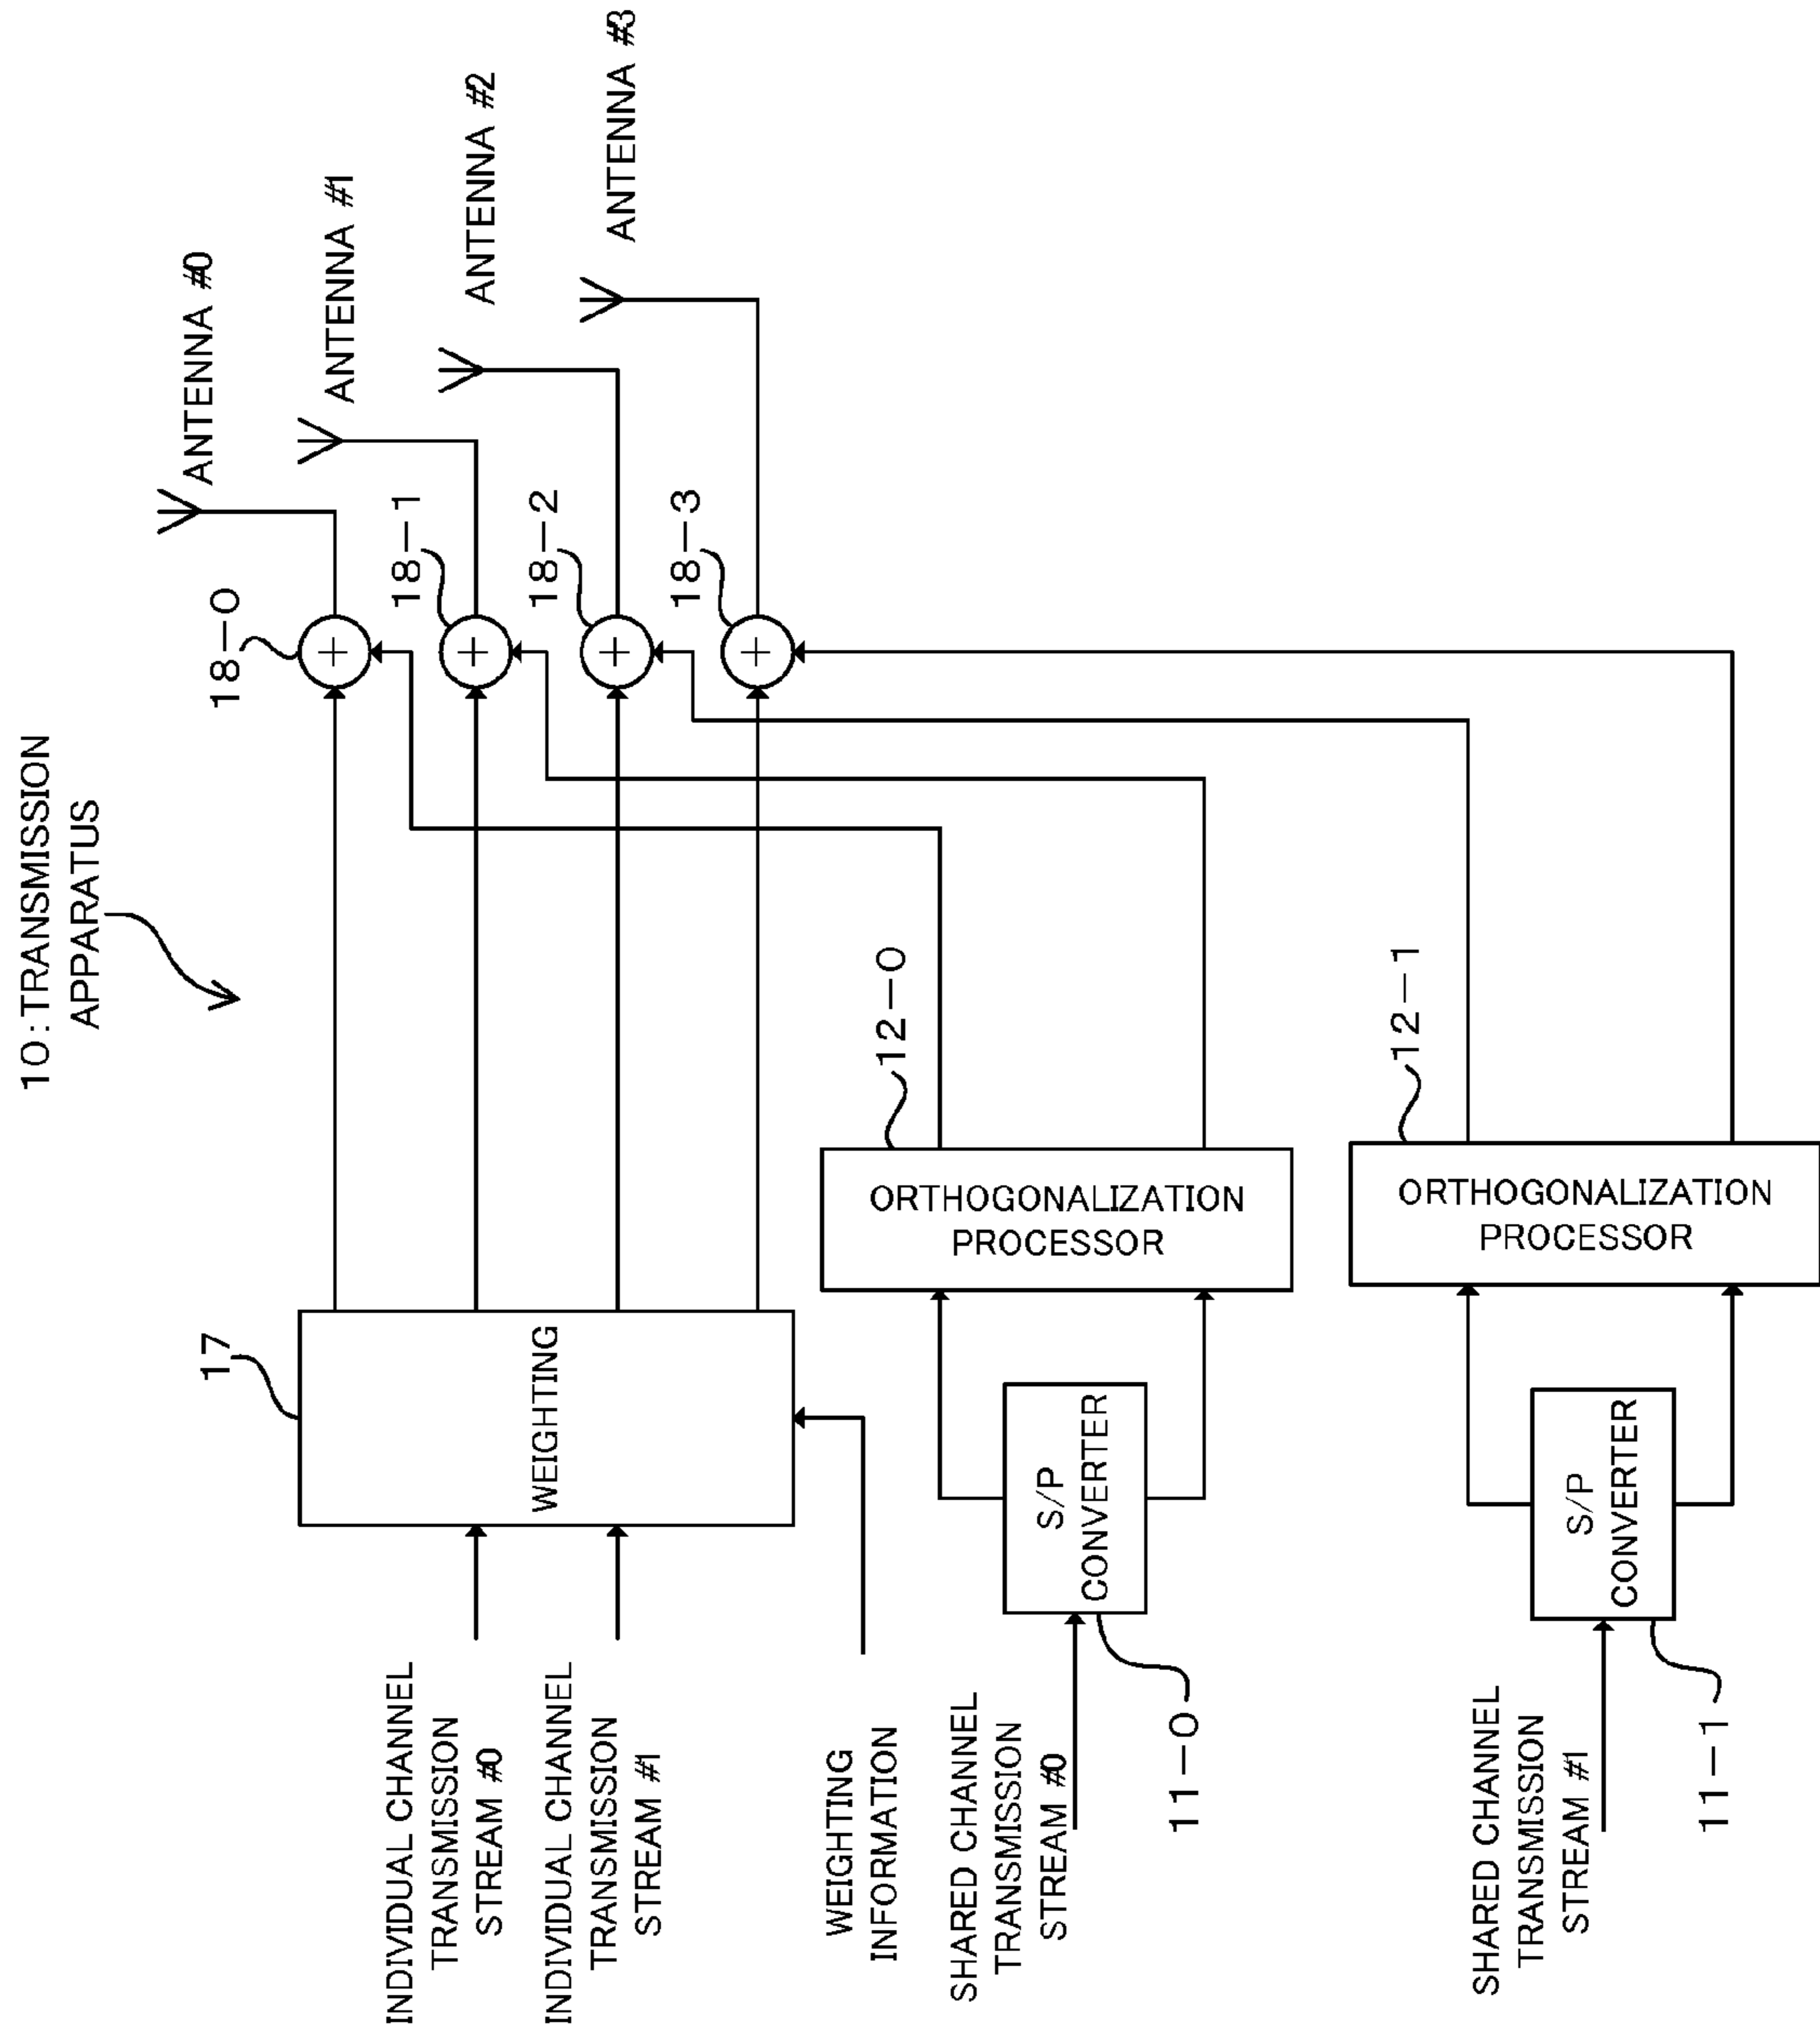 10:TRANSMISSION
APPARATUS
ANTENNA #0
ANTENNA #1
ANTENNA #2
ANTENNA #3
18-0
18-1
18-2
18-3
17
WEIGHTING
INDIVIDUAL CHANNEL
TRANSMISSION
STREAM #0
INDIVIDUAL CHANNEL
TRANSMISSION
STREAM #1
WEIGHTING
INFORMATION
12-0
ORTHOGONALIZATION
PROCESSOR
S/P
CONVERTER
SHARED CHANNEL
TRANSMISSION
STREAM #0
11-0
12-1
ORTHOGONALIZATION
PROCESSOR
S/P
CONVERTER
SHARED CHANNEL
TRANSMISSION
STREAM #1
11-1